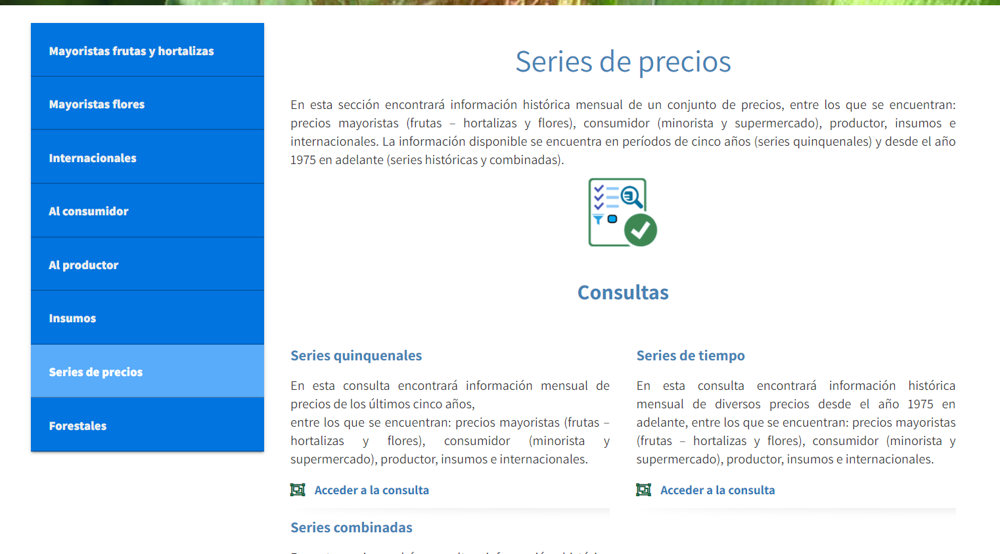 Mayoristas frutas y hortalizas
Mayoristas flores
Internacionales
Al consumidor
Al productor
Insumos
Series de precios
Forestales
Series de precios
En esta sección encontrará información histórica mensual de un conjunto de precios, entre los que se encuentran:
precios mayoristas (frutas – hortalizas y flores), consumidor (minorista y supermercado), productor, insumos e
internacionales. La información disponible se encuentra en períodos de cinco años (series quinquenales) y desde el año
1975 en adelante (series históricas y combinadas).
Consultas
Series quinquenales
En esta consulta encontrará información mensual de
precios de los últimos cinco años,
entre los que se encuentran: precios mayoristas (frutas –
hortalizas y flores), consumidor (minorista y
supermercado), productor, insumos e internacionales.
Acceder a la consulta
Series de tiempo
En esta consulta encontrará información histórica
mensual de diversos precios desde el año 1975 en
adelante, entre los que se encuentran: precios mayoristas
(frutas – hortalizas y flores), consumidor (minorista y
supermercado), productor, insumos e internacionales.
Acceder a la consulta
Series combinadas